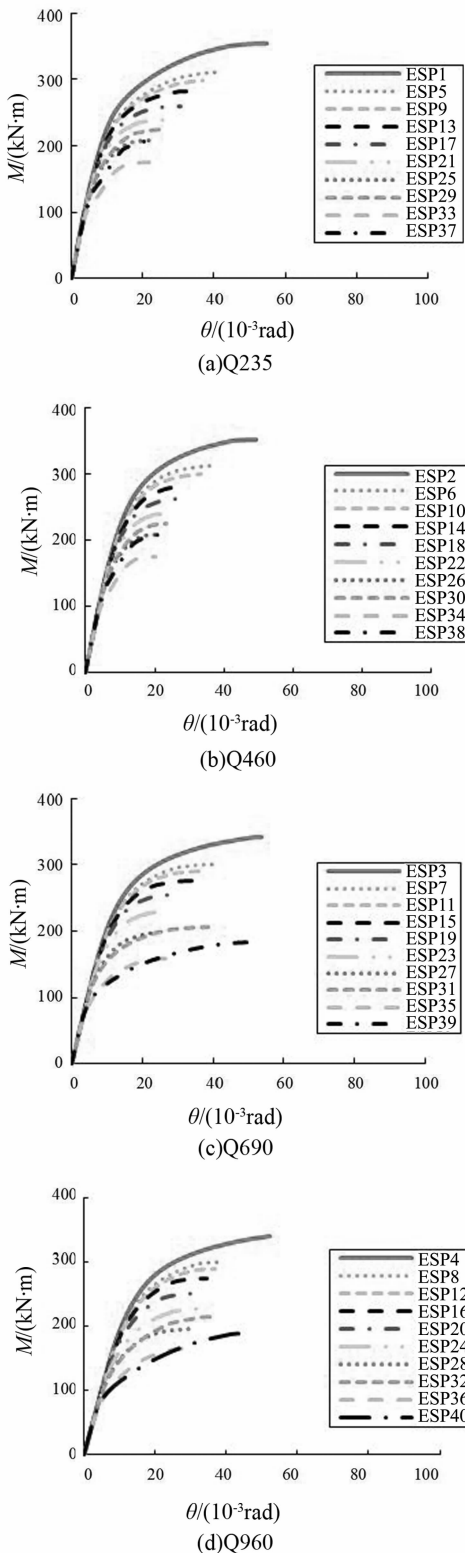 400
300
200
100
0
M/(kN·m)
0 20 40 60 80 100
θ/(10⁻³rad)
ESP1
ESP5
ESP9
ESP13
ESP17
ESP21
ESP25
ESP29
ESP33
ESP37
(a)Q235
400
300
200
100
0
M/(kN·m)
0 20 40 60 80 100
θ/(10⁻³rad)
ESP2
ESP6
ESP10
ESP14
ESP18
ESP22
ESP26
ESP30
ESP34
ESP38
(b)Q460
400
300
200
100
0
M/(kN·m)
0 20 40 60 80 100
θ/(10⁻³rad)
ESP3
ESP7
ESP11
ESP15
ESP19
ESP23
ESP27
ESP31
ESP35
ESP39
(c)Q690
400
300
200
100
0
M/(kN·m)
0 20 40 60 80 100
θ/(10⁻³rad)
ESP4
ESP8
ESP12
ESP16
ESP20
ESP24
ESP28
ESP32
ESP36
ESP40
(d)Q960